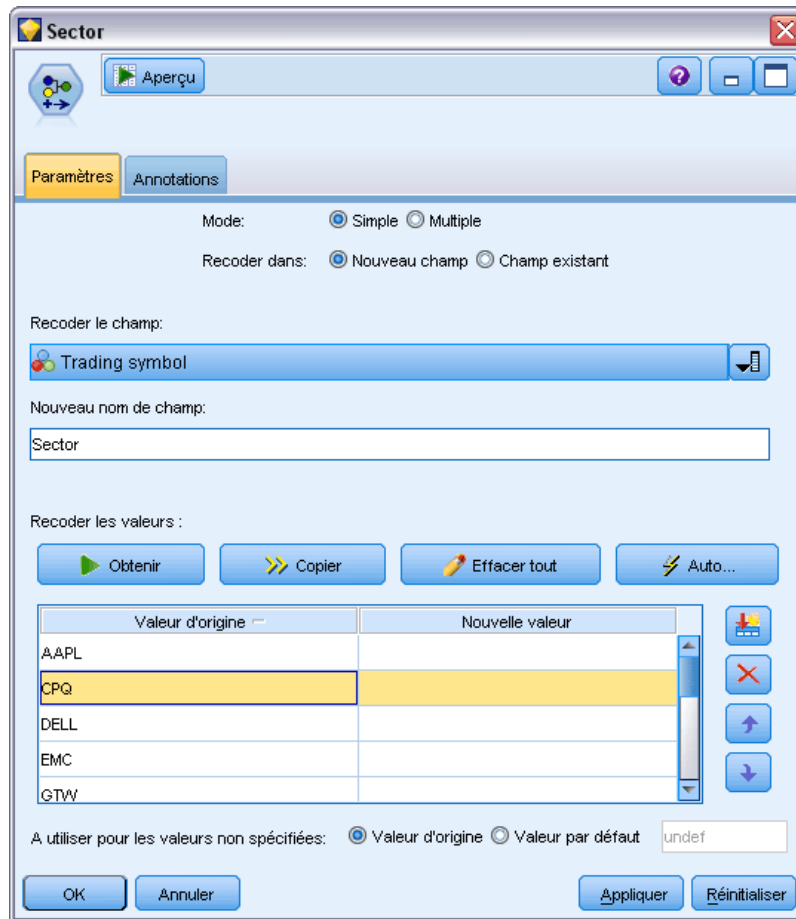 Sector
Aperçu
Paramètres Annotations
Mode: Simple Multiple
Recoder dans: Nouveau champ Champ existant
Recoder le champ:
Trading symbol
Nouveau nom de champ:
Sector
Recoder les valeurs :
Obtenir Copier Effacer tout Auto...
Valeur d'origine Nouvelle valeur
AAPL
CPQ
DELL
EMC
GTW
A utiliser pour les valeurs non spécifiées: Valeur d'origine Valeur par défaut undef
OK Annuler Appliquer Réinitialiser